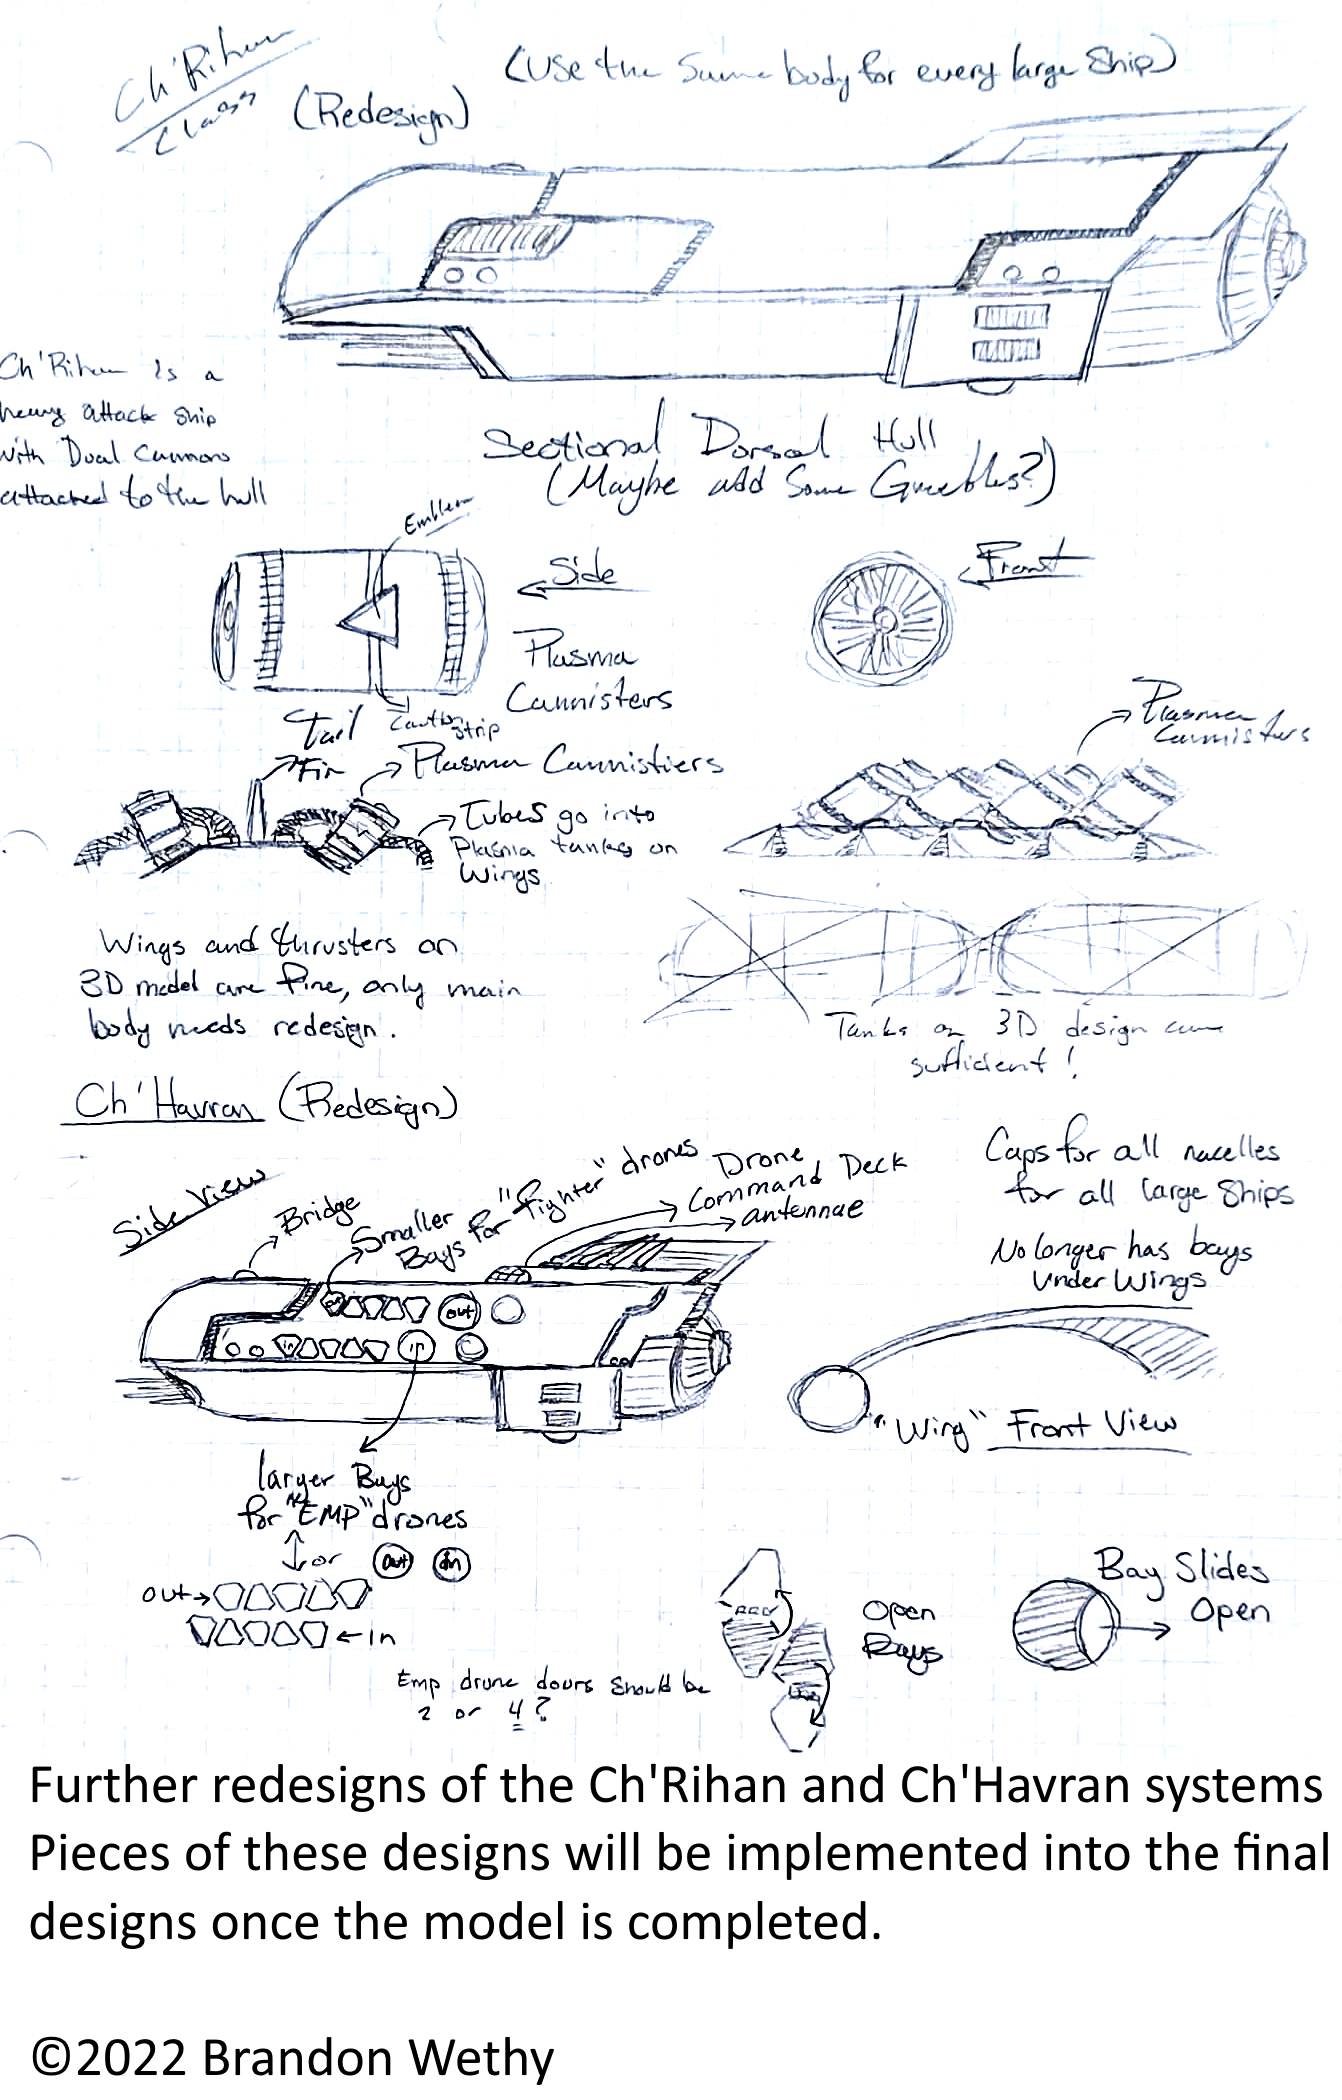 Ch'Rihan
Class
(Redesign)
(Use the same body for every large ship)
Ch'Rihan is a
heavy attack ship
with Dual Cannons
attached to the hull
Sectional Dorsal Hull
(Maybe add some Greebles?)
Emblem
Side
Front
Plasma
Cannisters
Caution
strip
Tail
Fin
Plasma Cannistiers
Tubes go into
Plasma tanks on
Wings
Plasma
Cannisters
Wings and thrusters on
3D model are fine, only main
body needs redesign.
Tanks on 3D design are
sufficient!
Ch'Havran (Redesign)
Side View
Bridge
Smaller
Bays for "fighter" drones
Drone
Command Deck
antennae
out
in
Caps for all nacelles
for all large ships
No longer has bays
under wings
"Wing" Front View
larger Bays
for "EMP" drones
or
out
in
out
in
Emp drone doors should be
2 or 4?
Open
Bays
Bay Slides
Open
Further redesigns of the Ch'Rihan and Ch'Havran systems
Pieces of these designs will be implemented into the final
designs once the model is completed.
©2022 Brandon Wethy